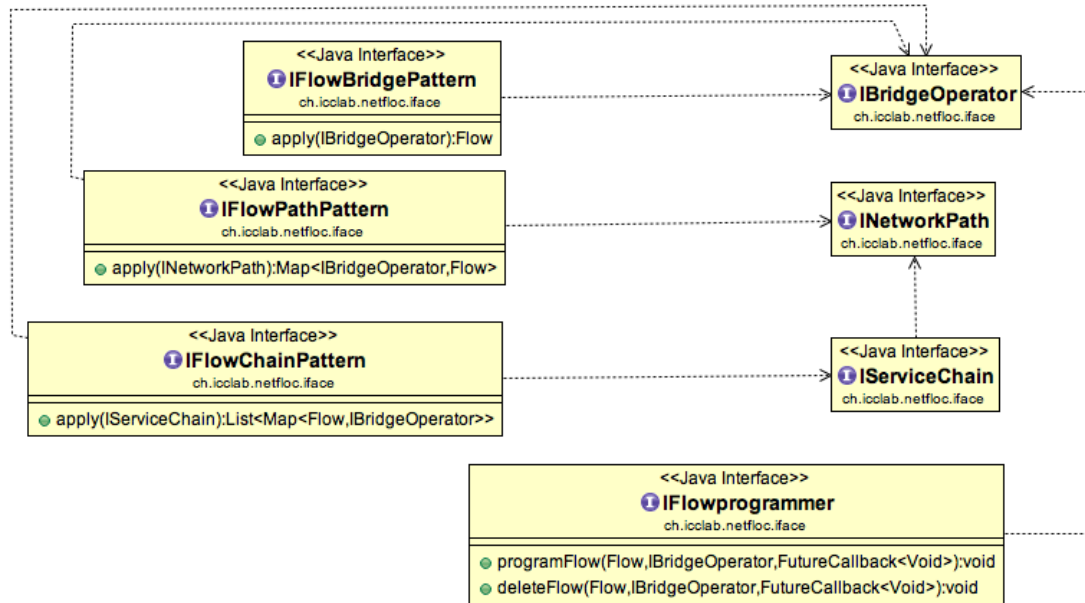 <<Java Interface>>
IFlowBridgePattern
ch.icclab.netfloc.iface
apply(IBridgeOperator):Flow
<<Java Interface>>
IBridgeOperator
ch.icclab.netfloc.iface
<<Java Interface>>
IFlowPathPattern
ch.icclab.netfloc.iface
apply(INetworkPath):Map<IBridgeOperator,Flow>
<<Java Interface>>
INetworkPath
ch.icclab.netfloc.iface
<<Java Interface>>
IFlowChainPattern
ch.icclab.netfloc.iface
apply(IServiceChain):List<Map<Flow,IBridgeOperator>>
<<Java Interface>>
IServiceChain
ch.icclab.netfloc.iface
<<Java Interface>>
IFlowprogrammer
ch.icclab.netfloc.iface
programFlow(Flow,IBridgeOperator,FutureCallback<Void>):void
deleteFlow(Flow,IBridgeOperator,FutureCallback<Void>):void